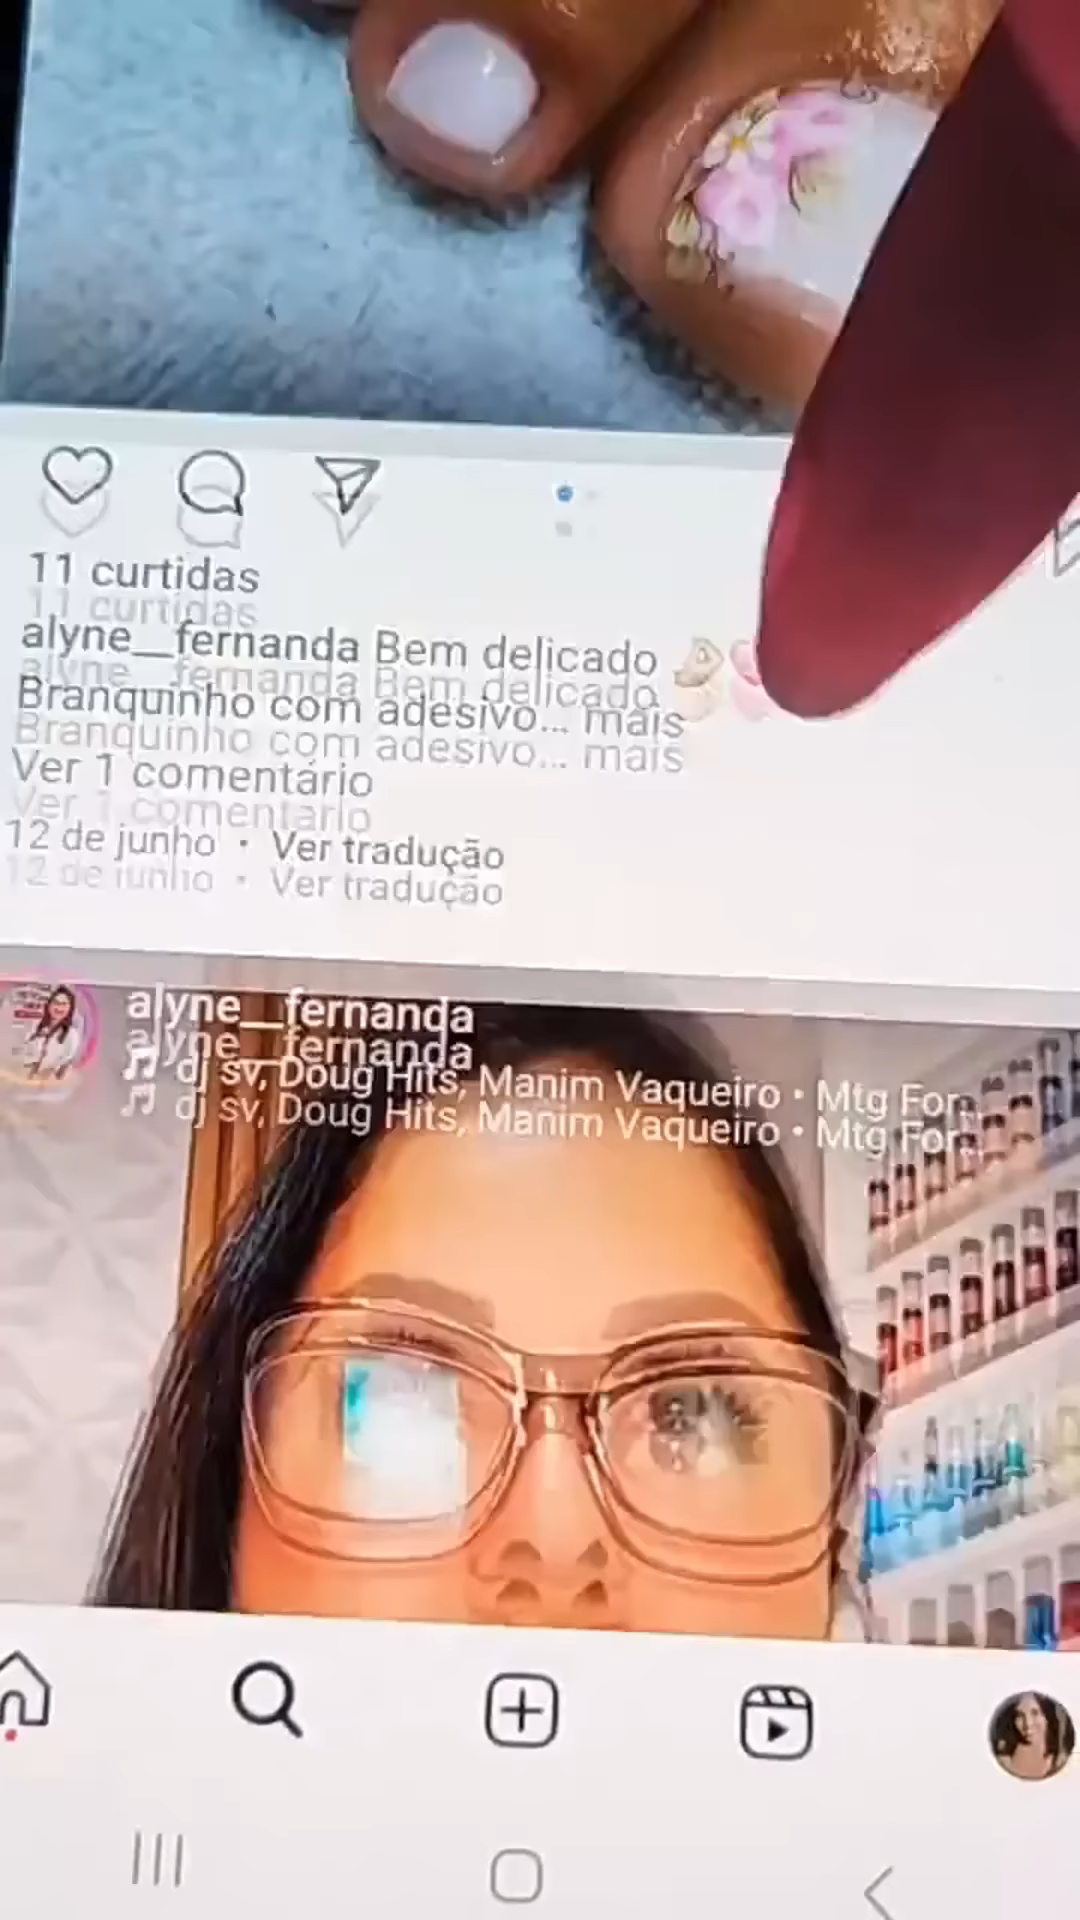 11 curtidas
alyne__fernanda Bem delicado
Branquinho com adesivo... mais
Ver 1 comentário
12 de junho • Ver tradução
alyne__fernanda
dj sv, Doug Hits, Manim Vaqueiro • Mtg For...